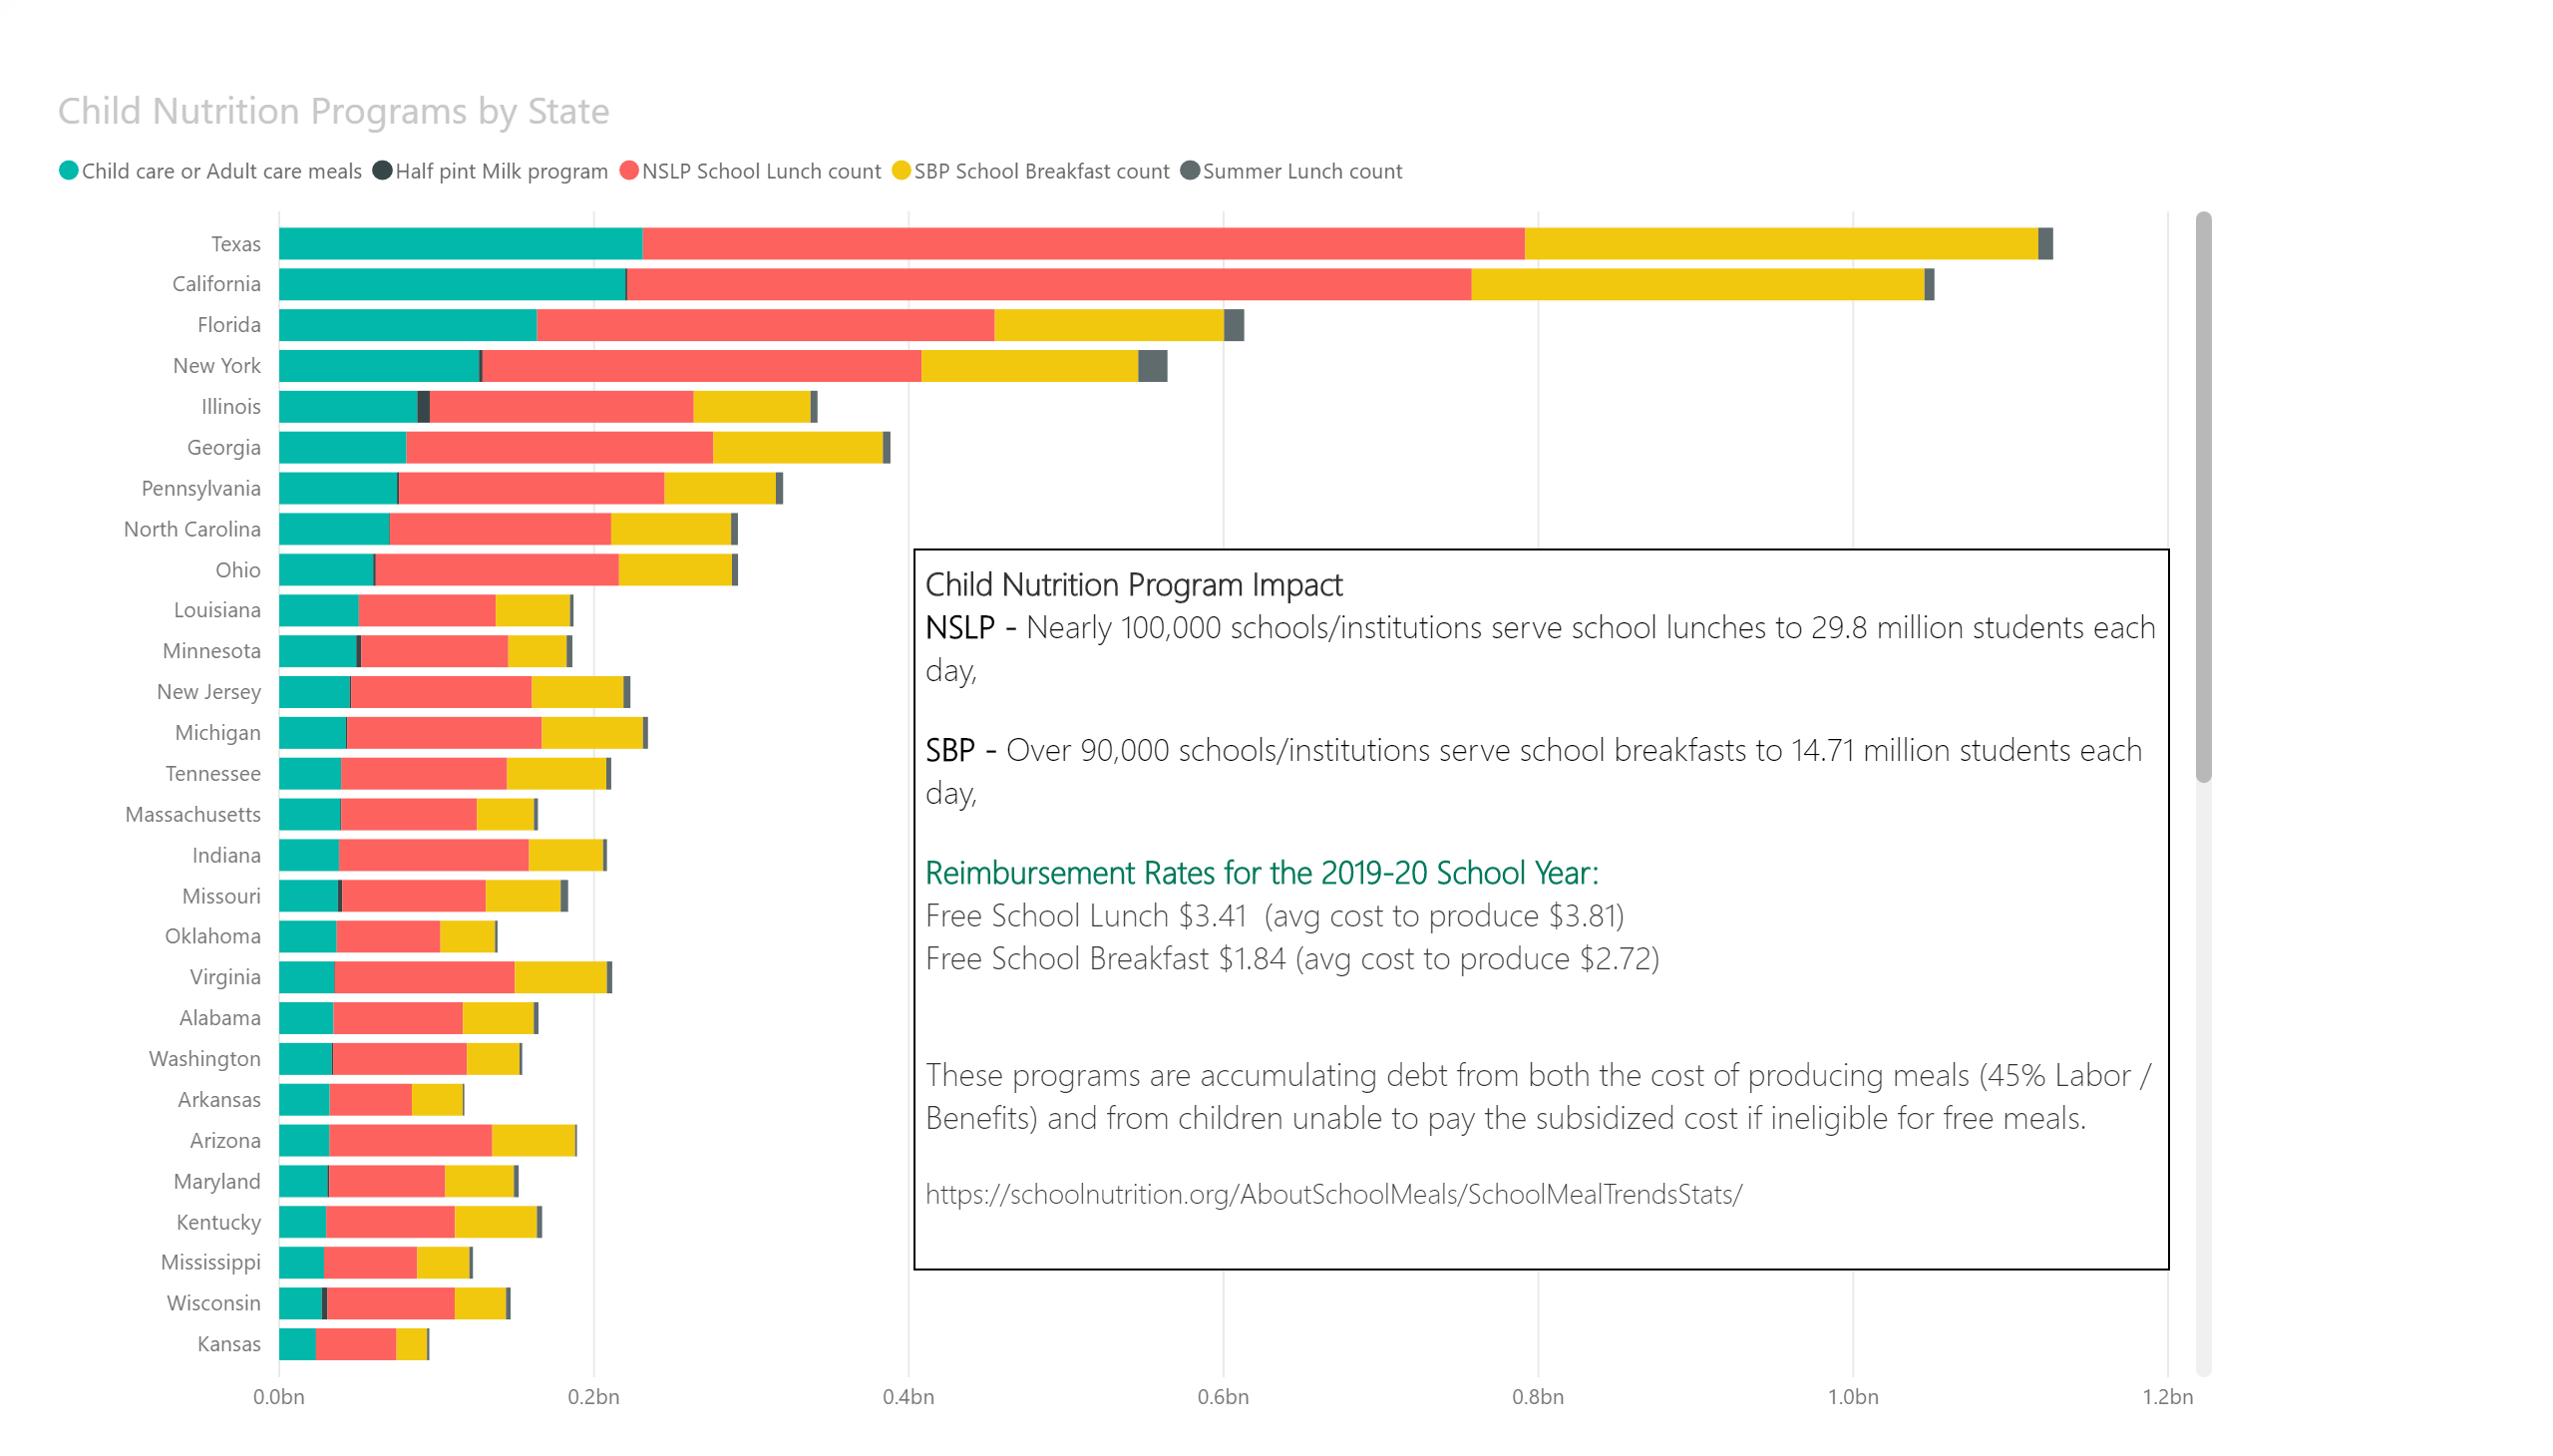 Child Nutrition Programs by State
Child care or Adult care meals Half pint Milk program NSLP School Lunch count SBP School Breakfast count Summer Lunch count
Texas
California
Florida
New York
Illinois
Georgia
Pennsylvania
North Carolina
Ohio
Louisiana
Minnesota
New Jersey
Michigan
Tennessee
Massachusetts
Indiana
Missouri
Oklahoma
Virginia
Alabama
Washington
Arkansas
Arizona
Maryland
Kentucky
Mississippi
Wisconsin
Kansas
0.0bn 0.2bn 0.4bn 0.6bn 0.8bn 1.0bn 1.2bn
Child Nutrition Program Impact
NSLP - Nearly 100,000 schools/institutions serve school lunches to 29.8 million students each
day,
SBP - Over 90,000 schools/institutions serve school breakfasts to 14.71 million students each
day,
Reimbursement Rates for the 2019-20 School Year:
Free School Lunch $3.41 (avg cost to produce $3.81)
Free School Breakfast $1.84 (avg cost to produce $2.72)
These programs are accumulating debt from both the cost of producing meals (45% Labor /
Benefits) and from children unable to pay the subsidized cost if ineligible for free meals.
https://schoolnutrition.org/AboutSchoolMeals/SchoolMealTrendsStats/